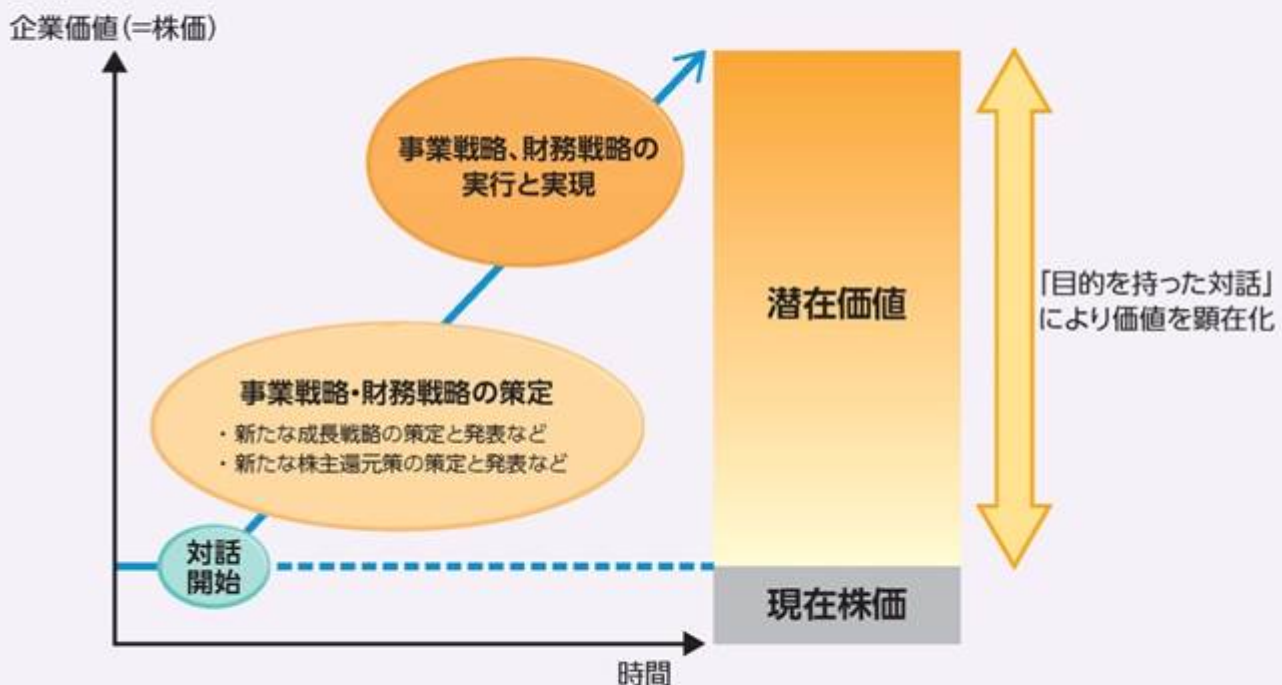 企業価値(=株価)
事業戦略、財務戦略の
実行と実現
潜在価値
「目的を持った対話」
により価値を顕在化
事業戦略・財務戦略の策定
・新たな成長戦略の策定と発表など
・新たな株主還元策の策定と発表など
対話
開始
現在株価
時間